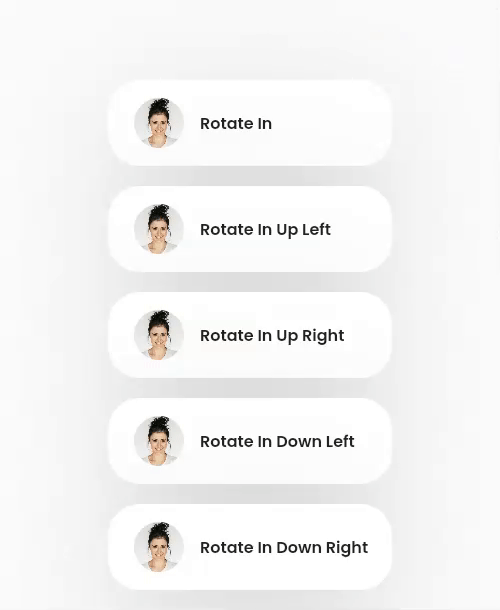 Rotate In
Rotate In Up Left
Rotate In Up Right
Rotate In Down Left
Rotate In Down Right